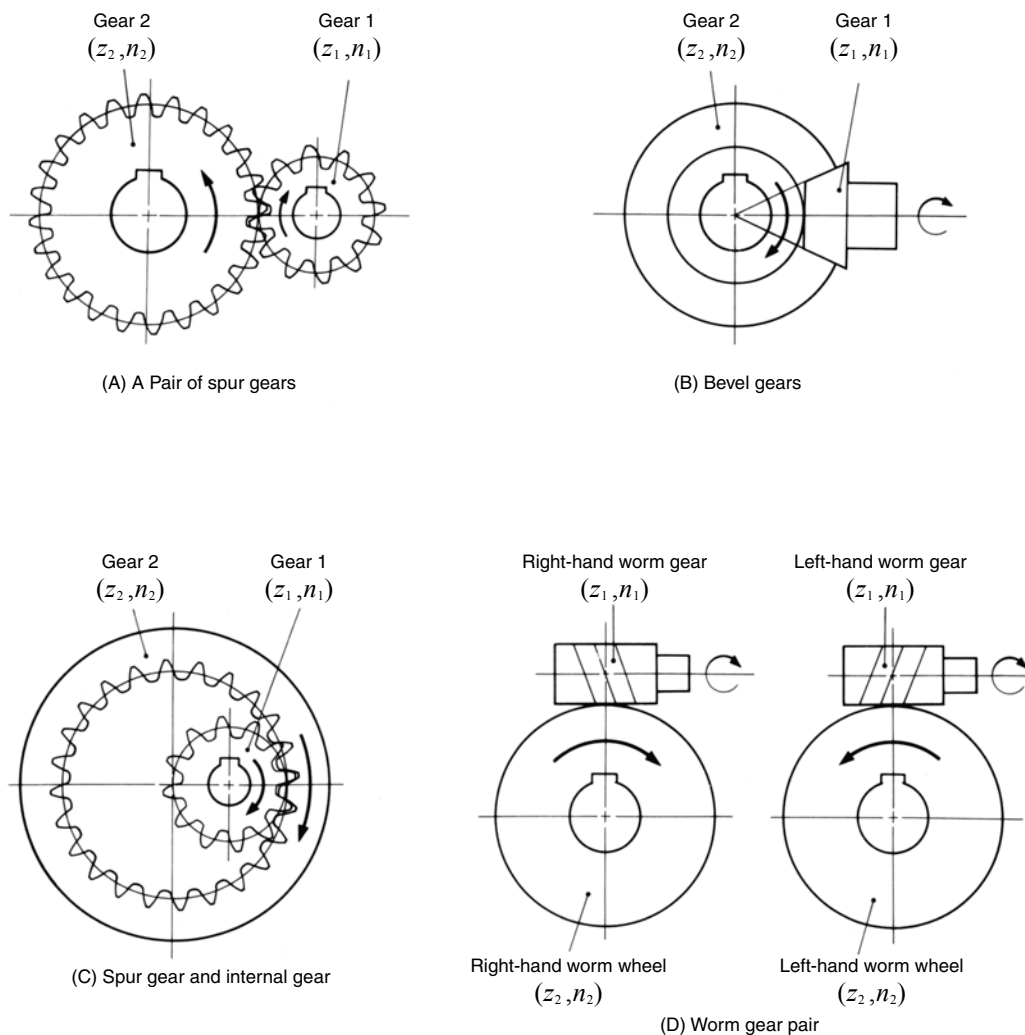 Gear 2
(z₂ , n₂)
Gear 1
(z₁ , n₁)
(A) A Pair of spur gears
Gear 2
(z₂ , n₂)
Gear 1
(z₁ , n₁)
(B) Bevel gears
Gear 2
(z₂ , n₂)
Gear 1
(z₁ , n₁)
(C) Spur gear and internal gear
Right-hand worm gear
(z₁ , n₁)
Left-hand worm gear
(z₁ , n₁)
Right-hand worm wheel
(z₂ , n₂)
Left-hand worm wheel
(z₂ , n₂)
(D) Worm gear pair